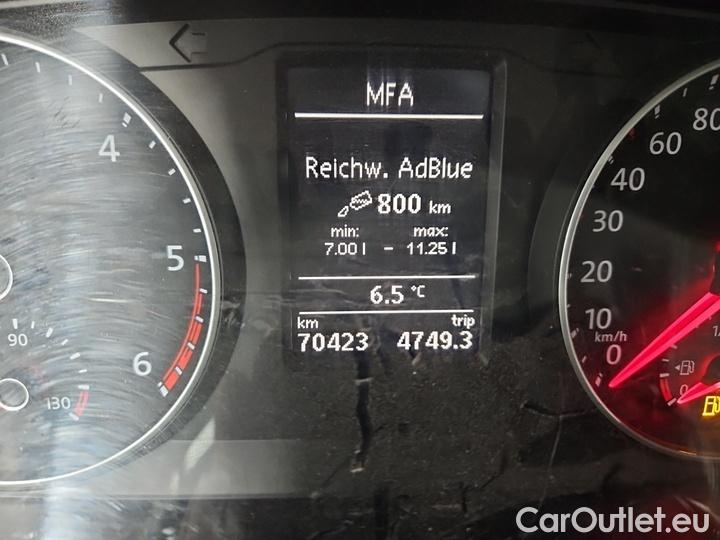 MFA
Reichw. AdBlue
800 km
min: max:
7.00 l - 11.25 l
6.5 °C
km trip
70423 4749.3
4
5
6
90
130
80
60
40
30
20
10
km/h
0
0
CarOutlet.eu